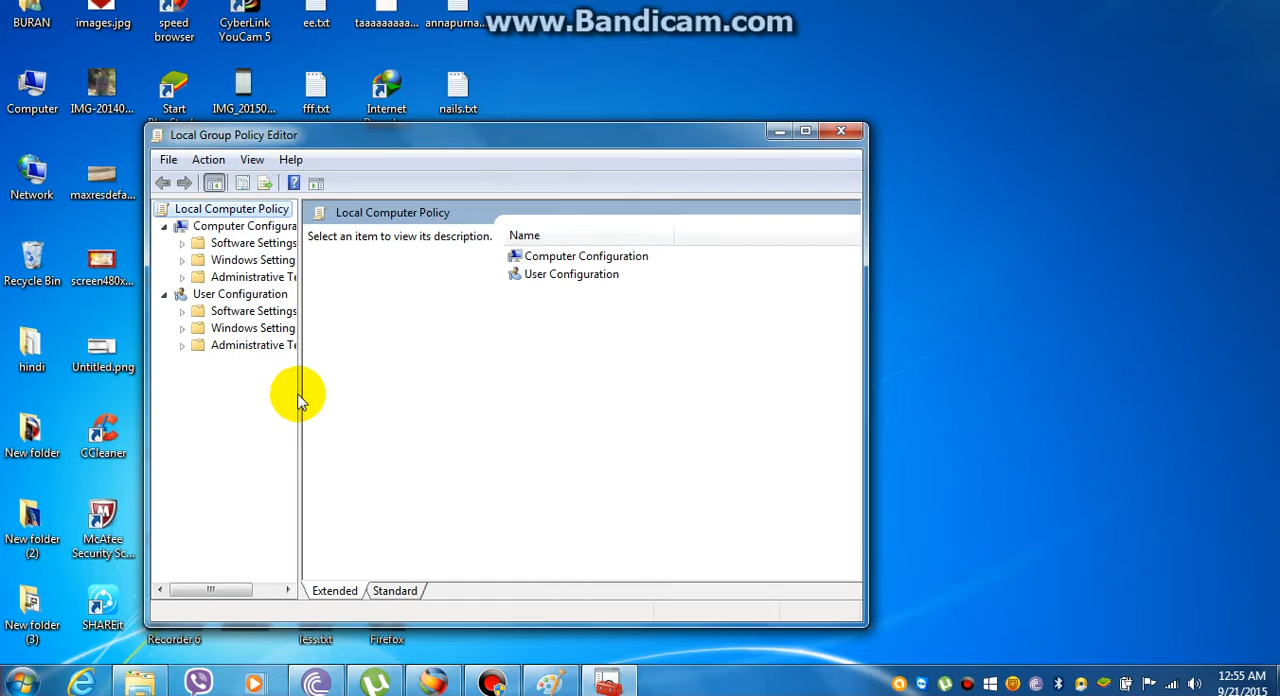 www.Bandicam.com
BURAN
images.jpg
speed
browser
CyberLink
YouCam 5
ee.txt
taaaaaaaaa...
annapurna...
Computer
IMG-20140...
Start
IMG_20150...
fff.txt
Internet
nails.txt
Local Group Policy Editor
File Action View Help
Network
maxresdefa...
Local Computer Policy
Computer Configura
Software Settings
Windows Setting
Administrative Te
User Configuration
Software Settings
Windows Setting
Administrative Te
Local Computer Policy
Select an item to view its description.
Name
Computer Configuration
User Configuration
Recycle Bin
screen480x...
hindi
Untitled.png
New folder
CCleaner
New folder
(2)
McAfee
Security Sc...
Extended
Standard
New folder
(3)
SHAREit
Recorder 6
less.txt
Firefox
12:55 AM
9/21/2015